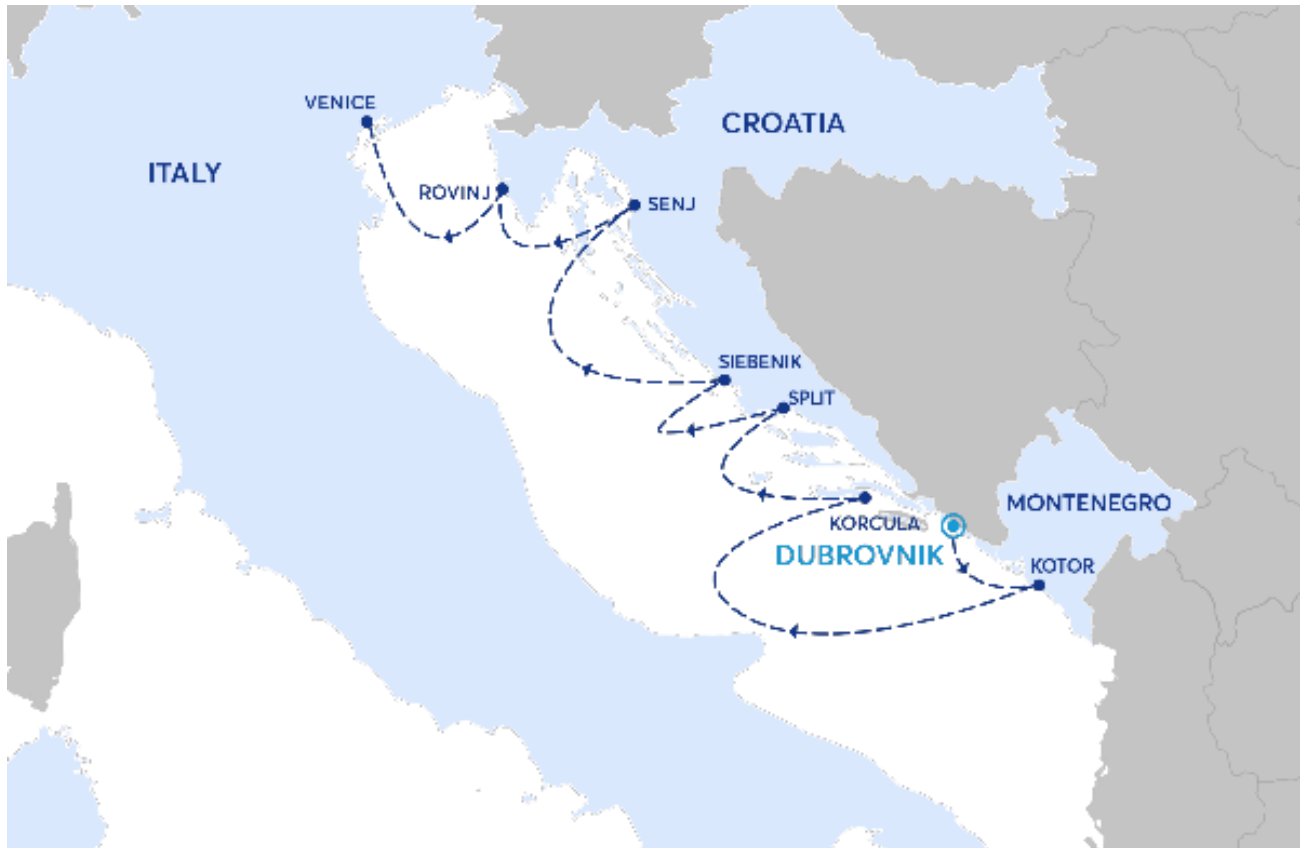 VENICE
CROATIA
ITALY
ROVINJ
SENJ
SIEBENIK
SPLIT
MONTENEGRO
KORCULA
DUBROVNIK
KOTOR